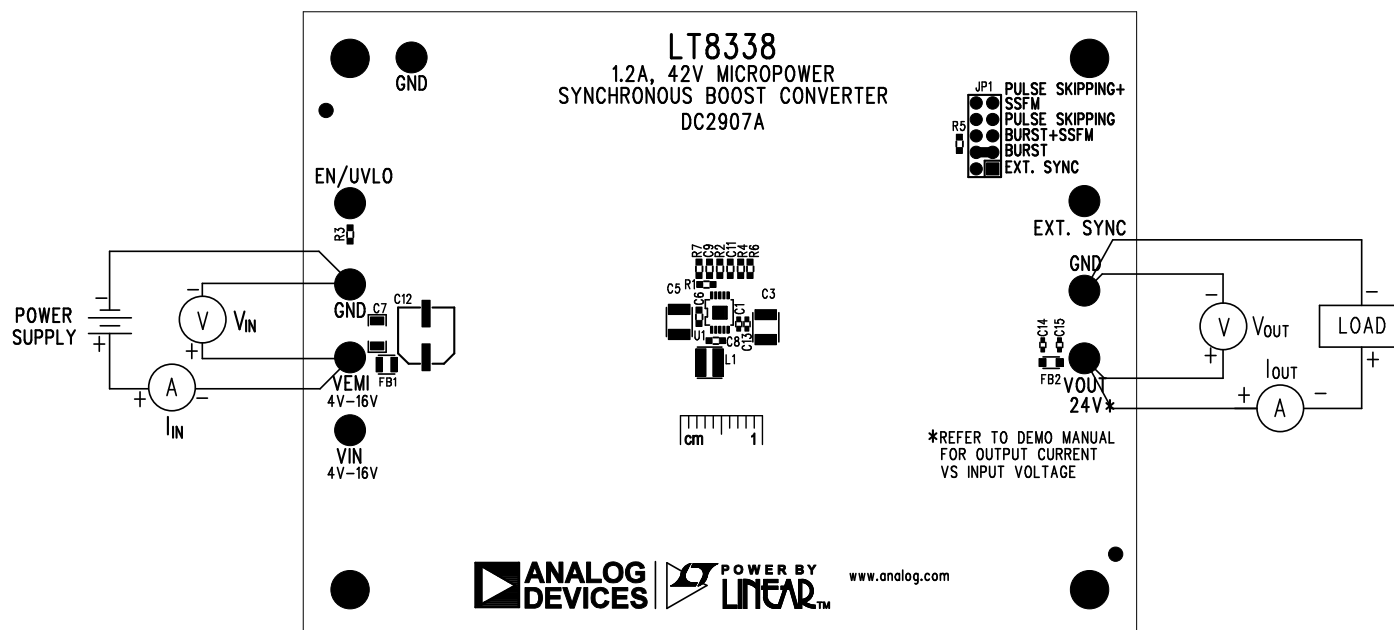 LT8338
1.2A, 42V MICROPOWER
SYNCHRONOUS BOOST CONVERTER
DC2907A
GND
JP1
PULSE SKIPPING+
SSFM
PULSE SKIPPING
BURST+SSFM
BURST
EXT. SYNC
R5
EN/UVLO
R3
EXT. SYNC
GND
R7
C9
R2
C11
R4
R6
R1
C5
C6
C1
C3
U1
C13
C8
L1
POWER
SUPPLY
−
+
−
V
VIN
+
+
A
−
IIN
GND
C7
C12
VEMI
4V−16V
FB1
VIN
4V−16V
C14
C15
FB2
VOUT
24V*
−
V
VOUT
+
−
LOAD
+
IOUT
+
A
−
cm 1
*REFER TO DEMO MANUAL
FOR OUTPUT CURRENT
VS INPUT VOLTAGE
ANALOG
DEVICES
POWER BY
LINEAR™
www.analog.com